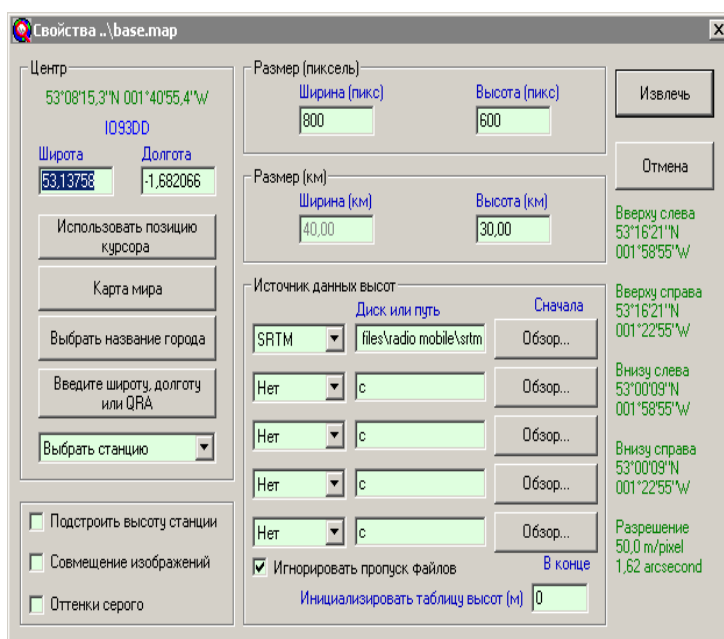 Свойства ..\base.map
Центр
53°08'15,3''N 001°40'55,4''W
IO93DD
Широта Долгота
53,13758 -1,682066
Использовать позицию
курсора
Карта мира
Выбрать название города
Введите широту, долготу
или QRA
Выбрать станцию
Подстроить высоту станции
Совмещение изображений
Оттенки серого
Размер (пиксель)
Ширина (пикс) Высота (пикс)
800 600
Размер (км)
Ширина (км) Высота (км)
40,00 30,00
Источник данных высот
Диск или путь Сначала
SRTM files\radio mobile\srtm Обзор...
Нет c Обзор...
Нет c Обзор...
Нет c Обзор...
Нет c Обзор...
Игнорировать пропуск файлов В конце
Инициализировать таблицу высот (м) 0
Извлечь
Отмена
Вверху слева
53°16'21''N
001°58'55''W
Вверху справа
53°16'21''N
001°22'55''W
Внизу слева
53°00'09''N
001°58'55''W
Внизу справа
53°00'09''N
001°22'55''W
Разрешение
50,0 m/pixel
1,62 arcsecond